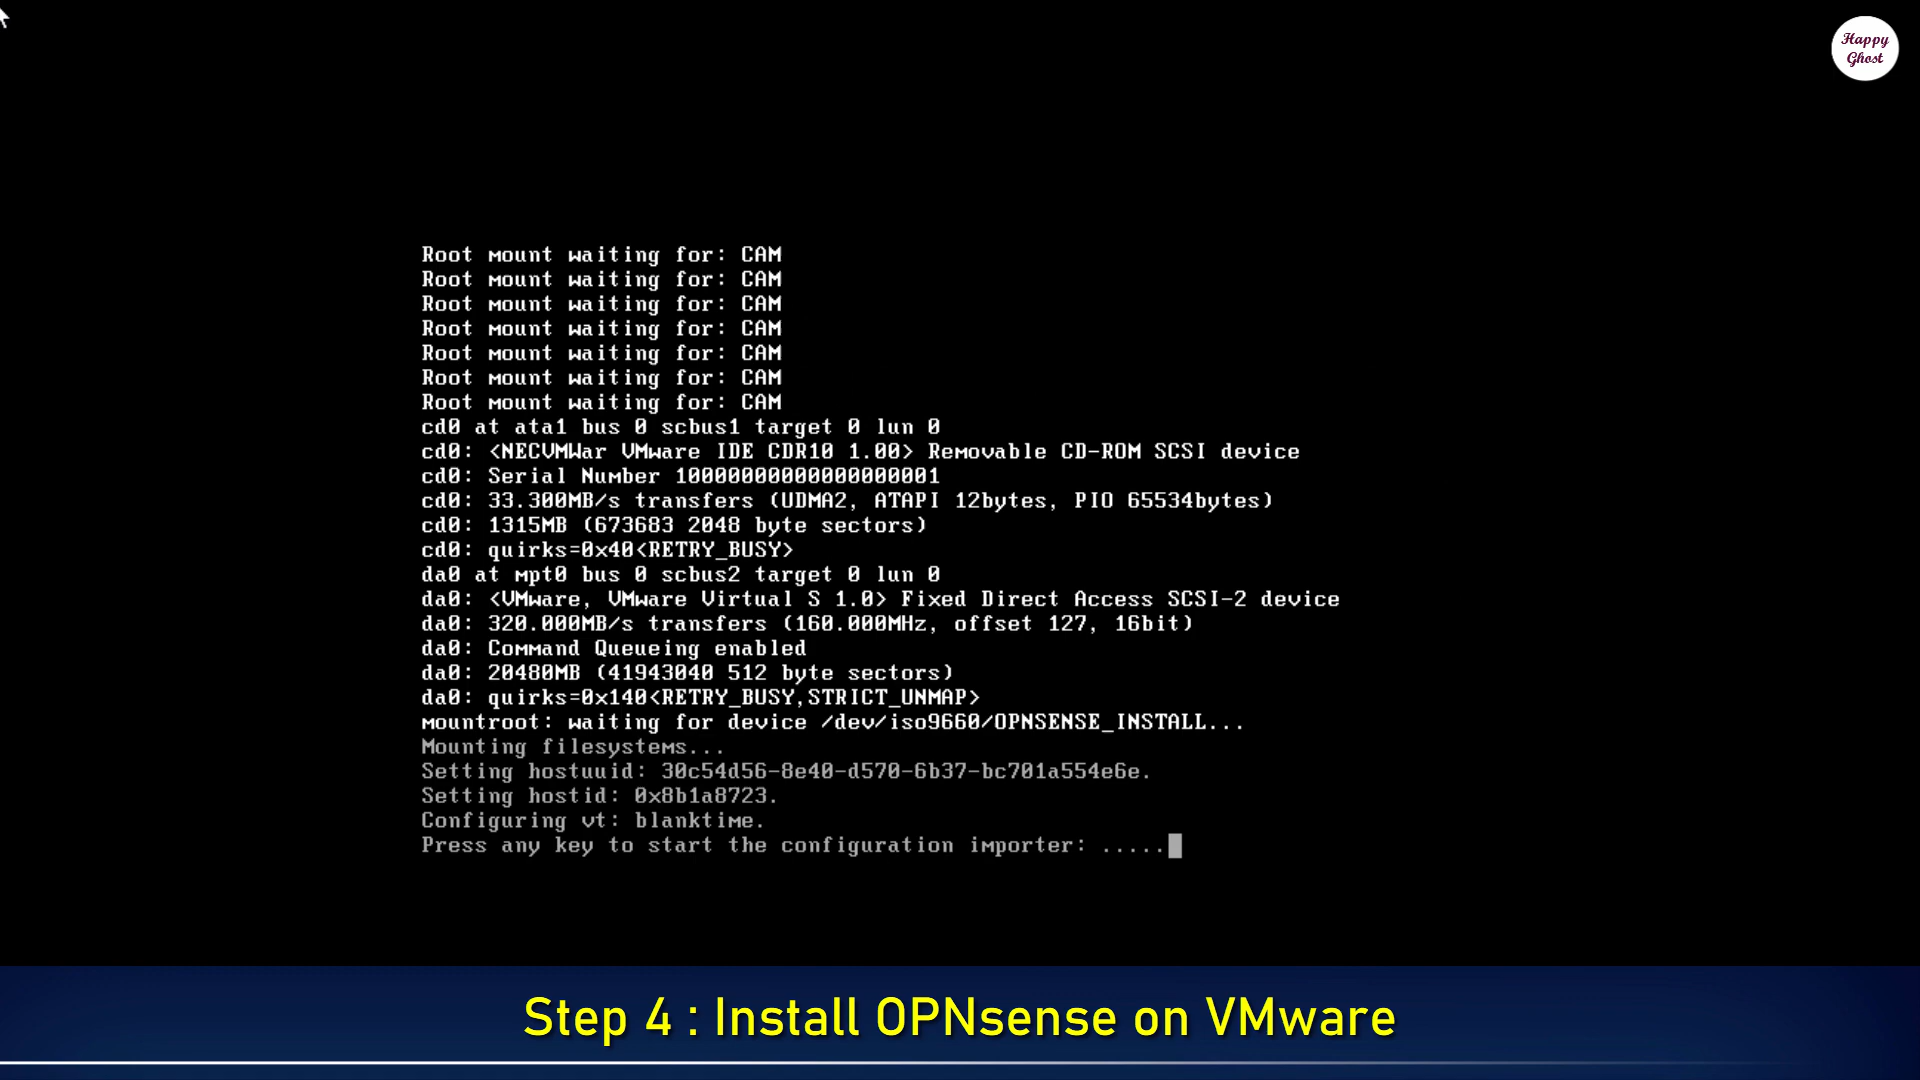 Happy
Ghost
Root mount waiting for: CAM
Root mount waiting for: CAM
Root mount waiting for: CAM
Root mount waiting for: CAM
Root mount waiting for: CAM
Root mount waiting for: CAM
Root mount waiting for: CAM
cd0 at ata1 bus 0 scbus1 target 0 lun 0
cd0: <NECVMWar VMware IDE CDR10 1.00> Removable CD-ROM SCSI device
cd0: Serial Number 10000000000000000001
cd0: 33.300MB/s transfers (UDMA2, ATAPI 12bytes, PIO 65534bytes)
cd0: 1315MB (673683 2048 byte sectors)
cd0: quirks=0x40<RETRY_BUSY>
da0 at mpt0 bus 0 scbus2 target 0 lun 0
da0: <VMware, VMware Virtual S 1.0> Fixed Direct Access SCSI-2 device
da0: 320.000MB/s transfers (160.000MHz, offset 127, 16bit)
da0: Command Queueing enabled
da0: 20480MB (41943040 512 byte sectors)
da0: quirks=0x140<RETRY_BUSY,STRICT_UNMAP>
mountroot: waiting for device /dev/iso9660/OPNSENSE_INSTALL...
Mounting filesystems...
Setting hostuuid: 30c54d56-8e40-d570-6b37-bc701a554e6e.
Setting hostid: 0x8b1a8723.
Configuring vt: blanktime.
Press any key to start the configuration importer: .....
Step 4 : Install OPNsense on VMware